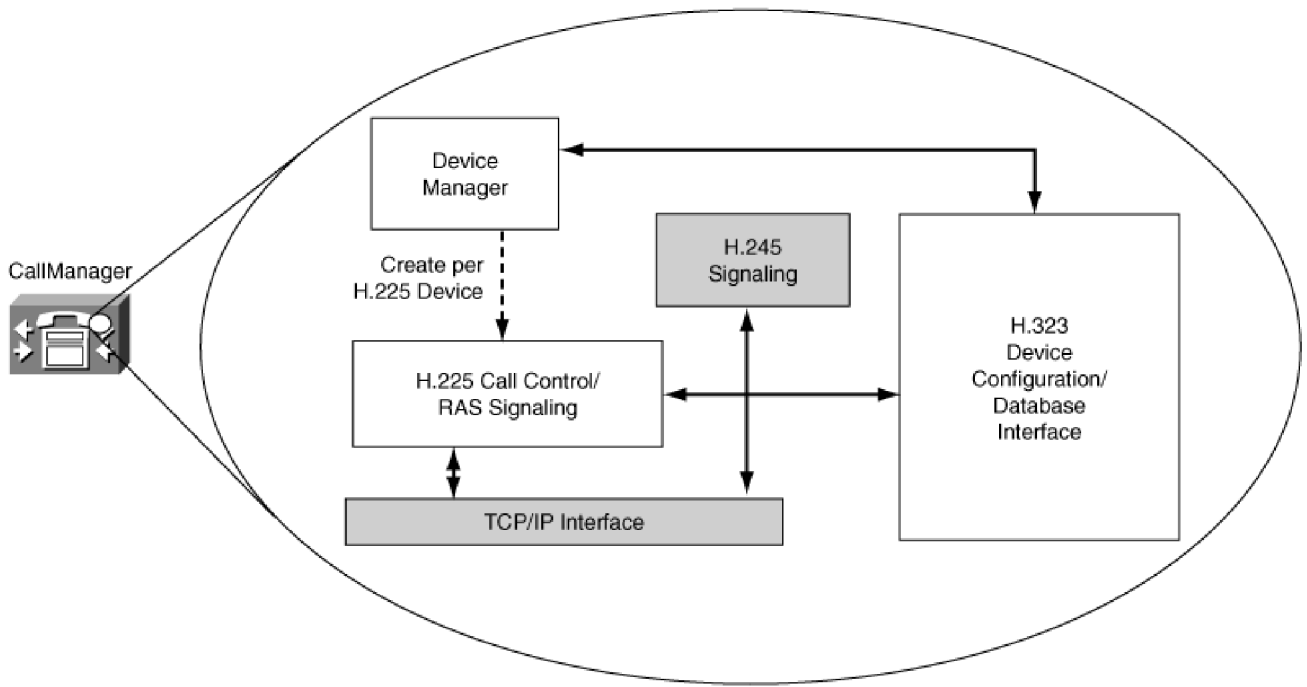 Device
Manager
H.245
Signaling
CallManager
Create per
H.225 Device
H.323
Device
Configuration/
Database
Interface
H.225 Call Control/
RAS Signaling
TCP/IP Interface